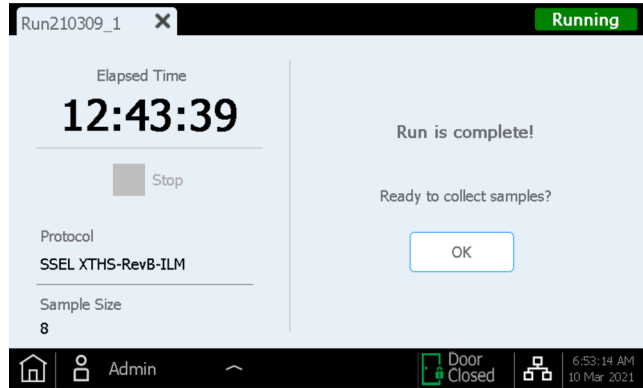 Run210309_1
Running
Elapsed Time
12:43:39
Stop
Protocol
SSEL XTHS-RevB-ILM
Sample Size
8
Run is complete!
Ready to collect samples?
OK
Admin
Door
Closed
6:53:14 AM
10 Mar 2021